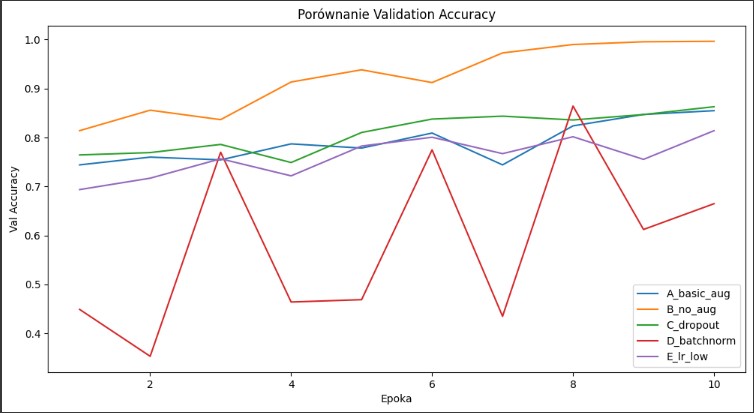 Porównanie Validation Accuracy
1.0
0.9
0.8
0.7
0.6
0.5
0.4
Val Accuracy
2
4
6
8
10
Epoka
A_basic_aug
B_no_aug
C_dropout
D_batchnorm
E_lr_low